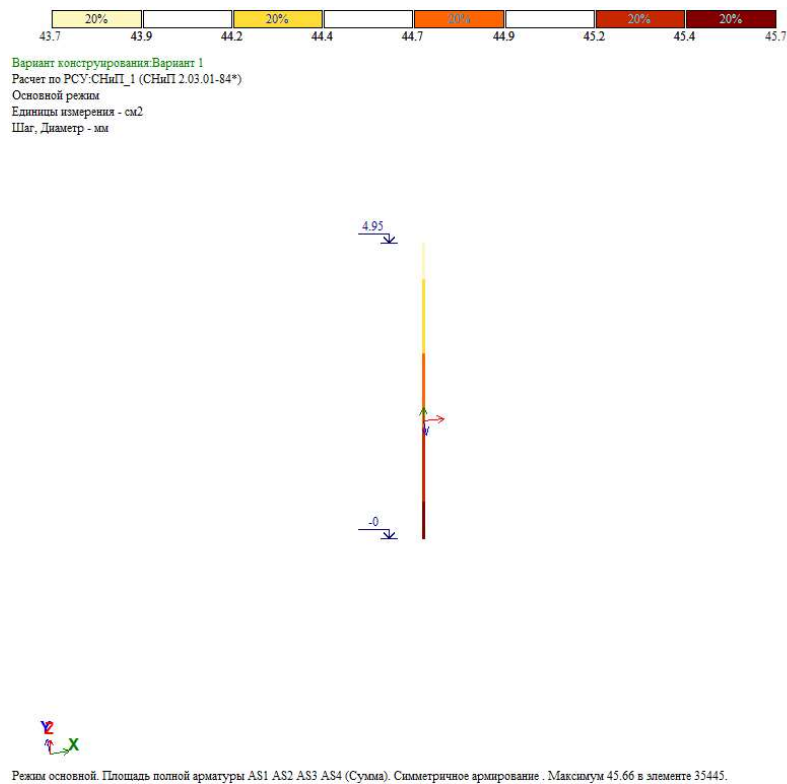 20% 20% 20% 20% 20%
43.7 43.9 44.2 44.4 44.7 44.9 45.2 45.4 45.7
Вариант конструирования:Вариант 1
Расчет по РСУ:СНиП_1 (СНиП 2.03.01-84*)
Основной режим
Единицы измерения - см2
Шаг, Диаметр - мм
4.95
-0
Y
Z
X
Режим основной. Площадь полной арматуры AS1 AS2 AS3 AS4 (Сумма). Симметричное армирование . Максимум 45.66 в элементе 35445.